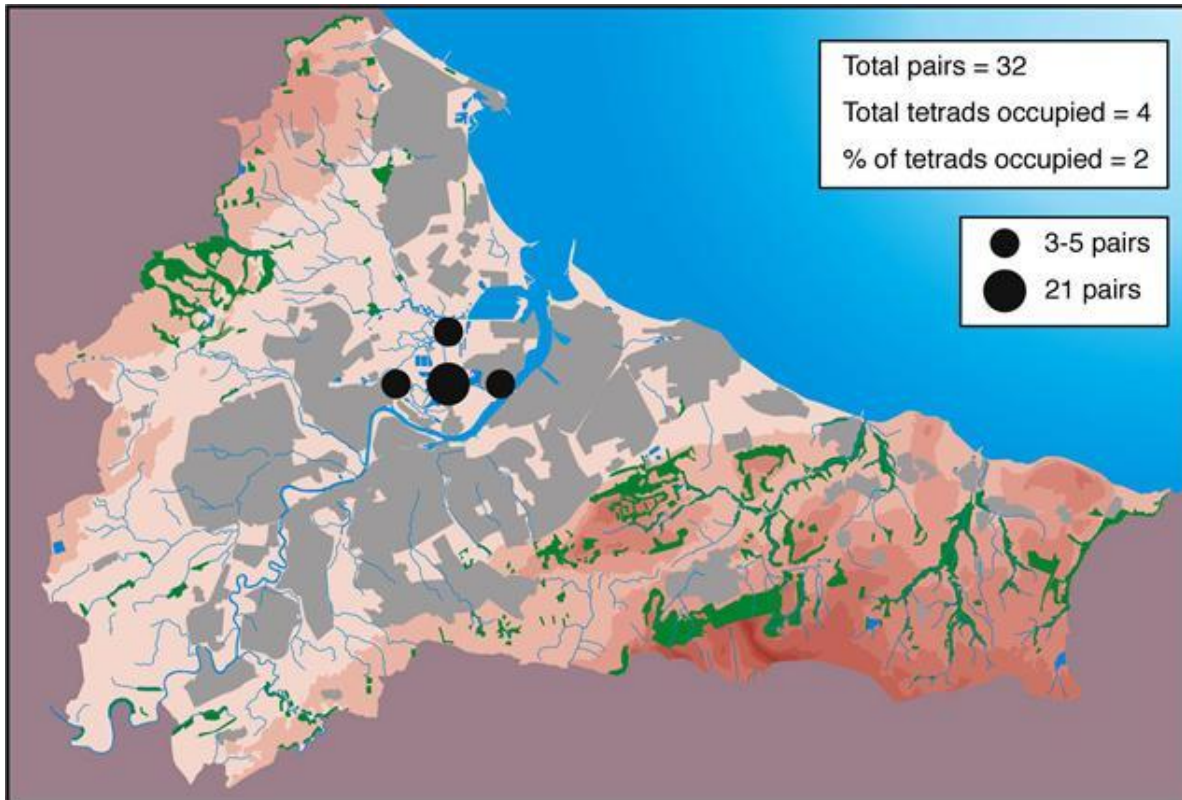 Total pairs = 32
Total tetrads occupied = 4
% of tetrads occupied = 2
3-5 pairs
21 pairs